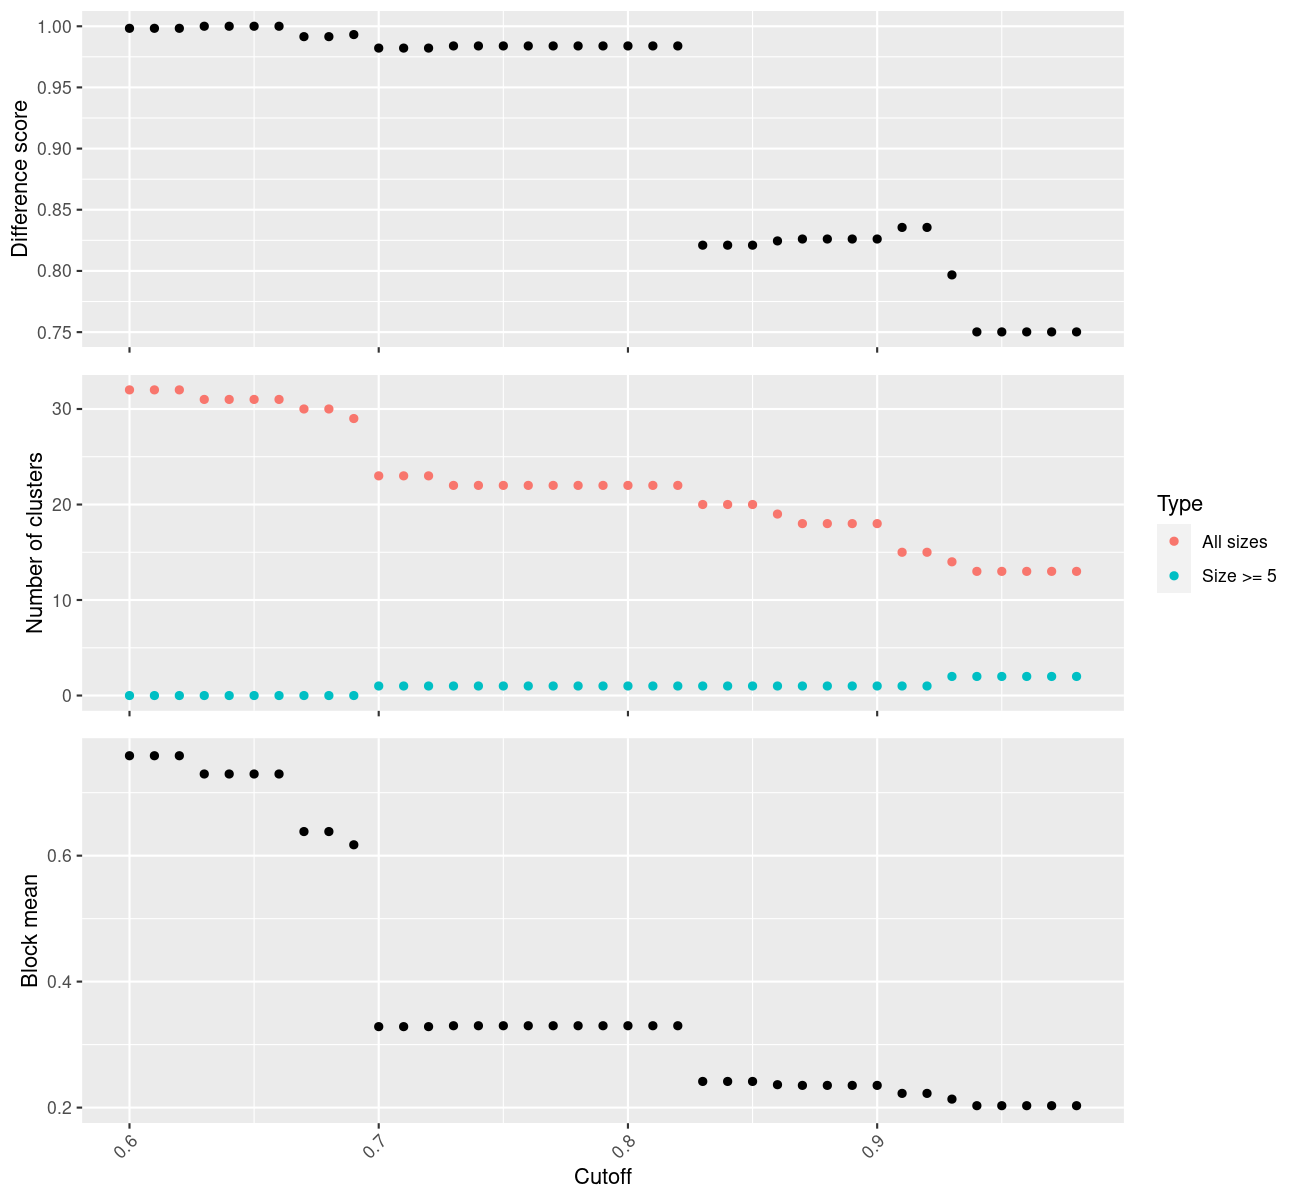 Difference score
1.00
0.95
0.90
0.85
0.80
0.75
Number of clusters
30
20
10
0
Type
All sizes
Size >= 5
Block mean
0.6
0.4
0.2
0.6 0.7 0.8 0.9
Cutoff